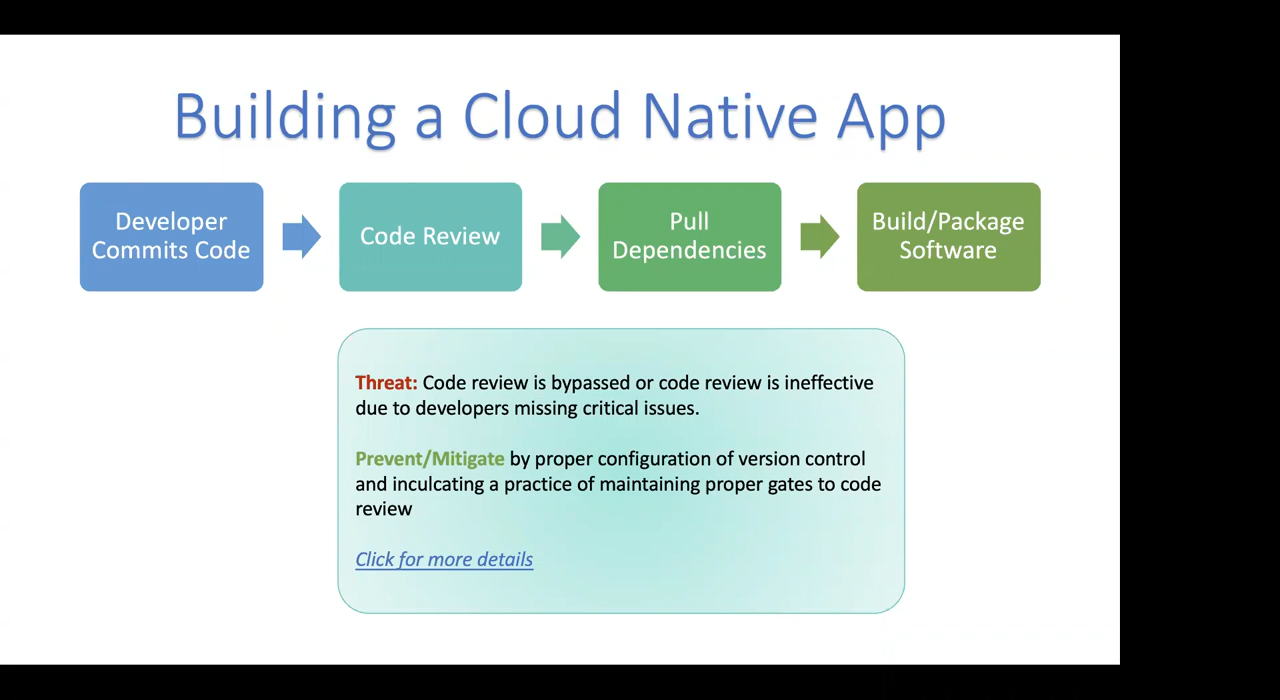 Building a Cloud Native App
Developer
Commits Code
Code Review
Pull
Dependencies
Build/Package
Software
Threat: Code review is bypassed or code review is ineffective
due to developers missing critical issues.
Prevent/Mitigate by proper configuration of version control
and inculcating a practice of maintaining proper gates to code
review
Click for more details